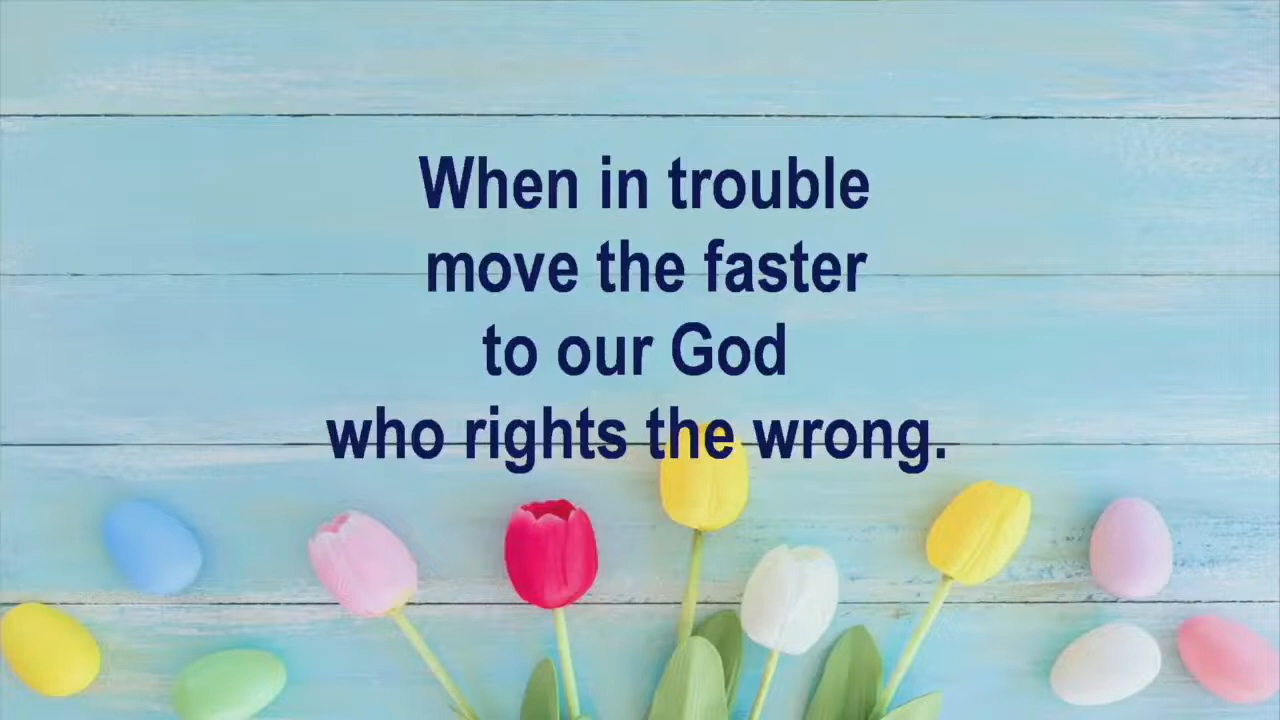 When in trouble
move the faster
to our God
who rights the wrong.